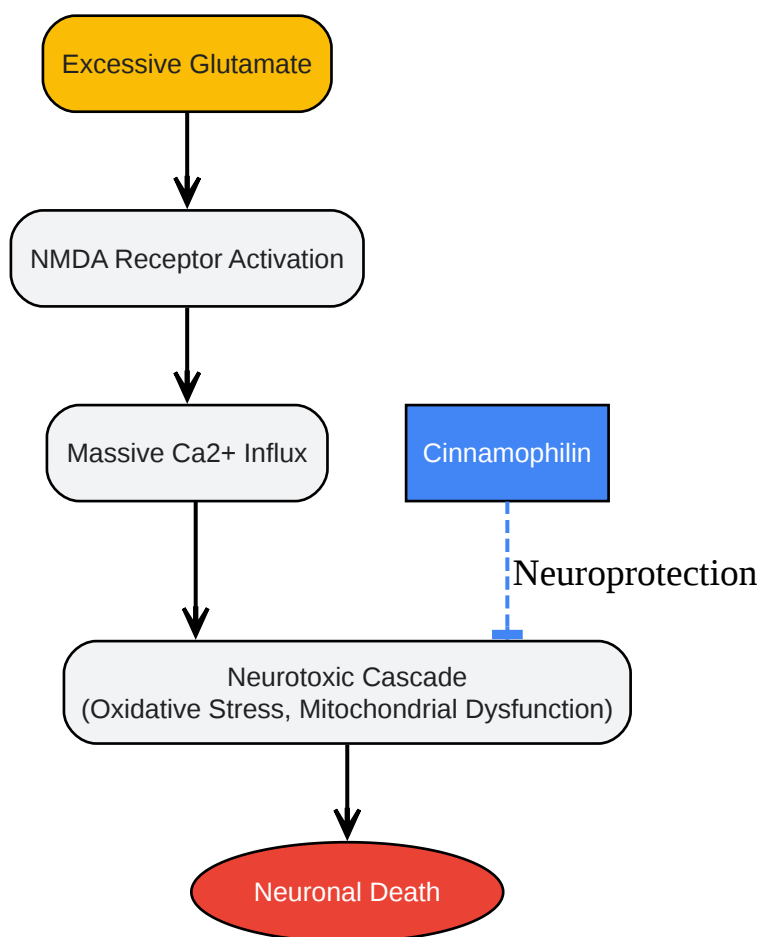 Excessive Glutamate
NMDA Receptor Activation
Massive Ca2+ Influx
Cinnamophilin
Neuroprotection
Neurotoxic Cascade
(Oxidative Stress, Mitochondrial Dysfunction)
Neuronal Death